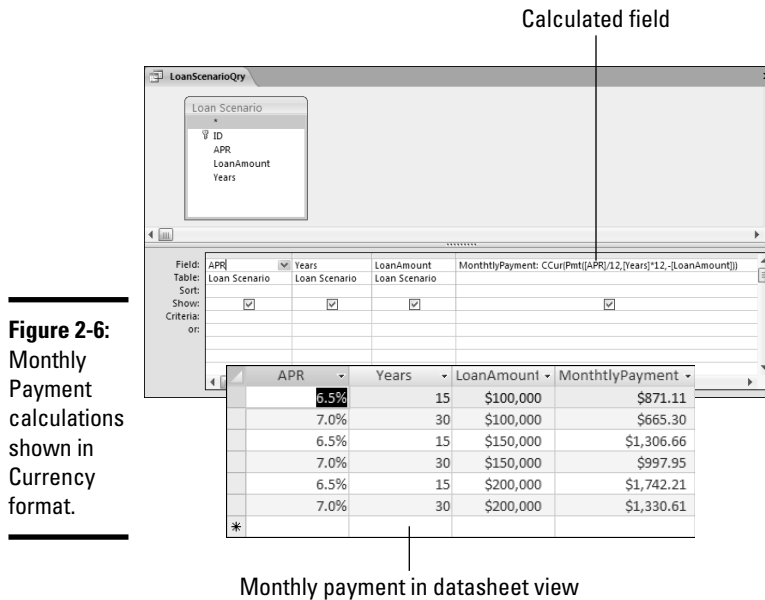 Calculated field
LoanScenarioQry
Loan Scenario
*
ID
APR
LoanAmount
Years
Field: APR Years LoanAmount MonthtlyPayment: CCur(Pmt([APR]/12,[Years]*12,-[LoanAmount]))
Table: Loan Scenario Loan Scenario Loan Scenario
Sort:
Show:
Criteria:
or:
APR Years LoanAmount MonthtlyPayment
6.5% 15 $100,000 $871.11
7.0% 30 $100,000 $665.30
6.5% 15 $150,000 $1,306.66
7.0% 30 $150,000 $997.95
6.5% 15 $200,000 $1,742.21
7.0% 30 $200,000 $1,330.61
*
Figure 2-6:
Monthly
Payment
calculations
shown in
Currency
format.
Monthly payment in datasheet view